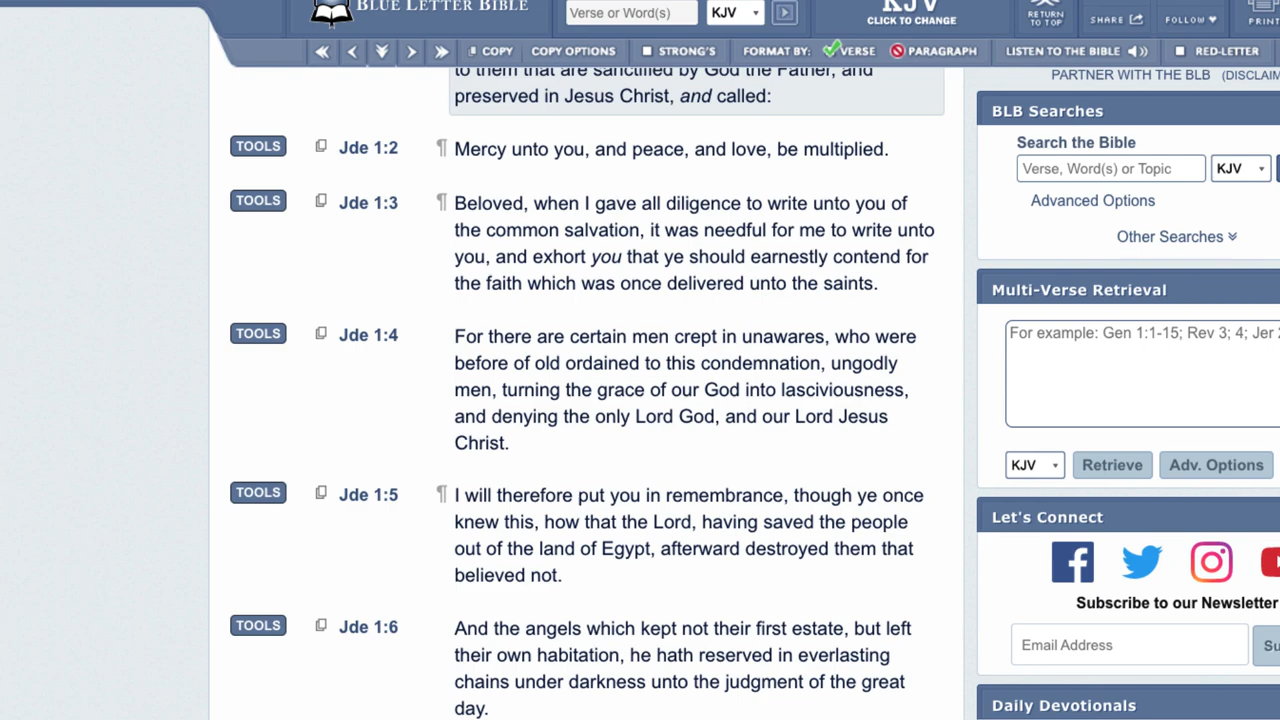 BLUE LETTER BIBLE
Verse or Word(s)
KJV
KJV
CLICK TO CHANGE
RETURN
TO TOP
SHARE
FOLLOW
PRINT
COPY
COPY OPTIONS
STRONG'S
FORMAT BY:
VERSE
PARAGRAPH
LISTEN TO THE BIBLE
RED-LETTER
to them that are sanctified by God the Father, and
preserved in Jesus Christ, and called:
TOOLS
Jde 1:2
¶ Mercy unto you, and peace, and love, be multiplied.
TOOLS
Jde 1:3
¶ Beloved, when I gave all diligence to write unto you of
the common salvation, it was needful for me to write unto
you, and exhort you that ye should earnestly contend for
the faith which was once delivered unto the saints.
TOOLS
Jde 1:4
For there are certain men crept in unawares, who were
before of old ordained to this condemnation, ungodly
men, turning the grace of our God into lasciviousness,
and denying the only Lord God, and our Lord Jesus
Christ.
TOOLS
Jde 1:5
¶ I will therefore put you in remembrance, though ye once
knew this, how that the Lord, having saved the people
out of the land of Egypt, afterward destroyed them that
believed not.
TOOLS
Jde 1:6
And the angels which kept not their first estate, but left
their own habitation, he hath reserved in everlasting
chains under darkness unto the judgment of the great
day.
PARTNER WITH THE BLB (DISCLAIM
BLB Searches
Search the Bible
Verse, Word(s) or Topic
KJV
Advanced Options
Other Searches
Multi-Verse Retrieval
For example: Gen 1:1-15; Rev 3; 4; Jer
KJV
Retrieve
Adv. Options
Let's Connect
Subscribe to our Newsletter
Email Address
Su
Daily Devotionals